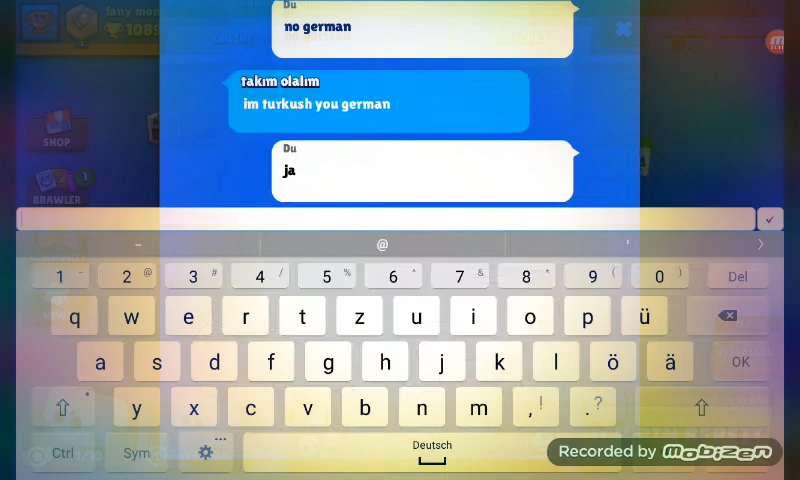 Du
no german
takım olalım
im turkush you german
Du
ja
SHOP
BRAWLER
1
- @ '
1 - 2 @ 3 # 4 / 5 % 6 ^ 7 & 8 * 9 ( 0 ) Del
q w e r t z u i o p ü
a s d f g h j k l ö ä OK
y x c v b n m , ! . ?
Ctrl Sym ... Deutsch
Recorded by mobizen